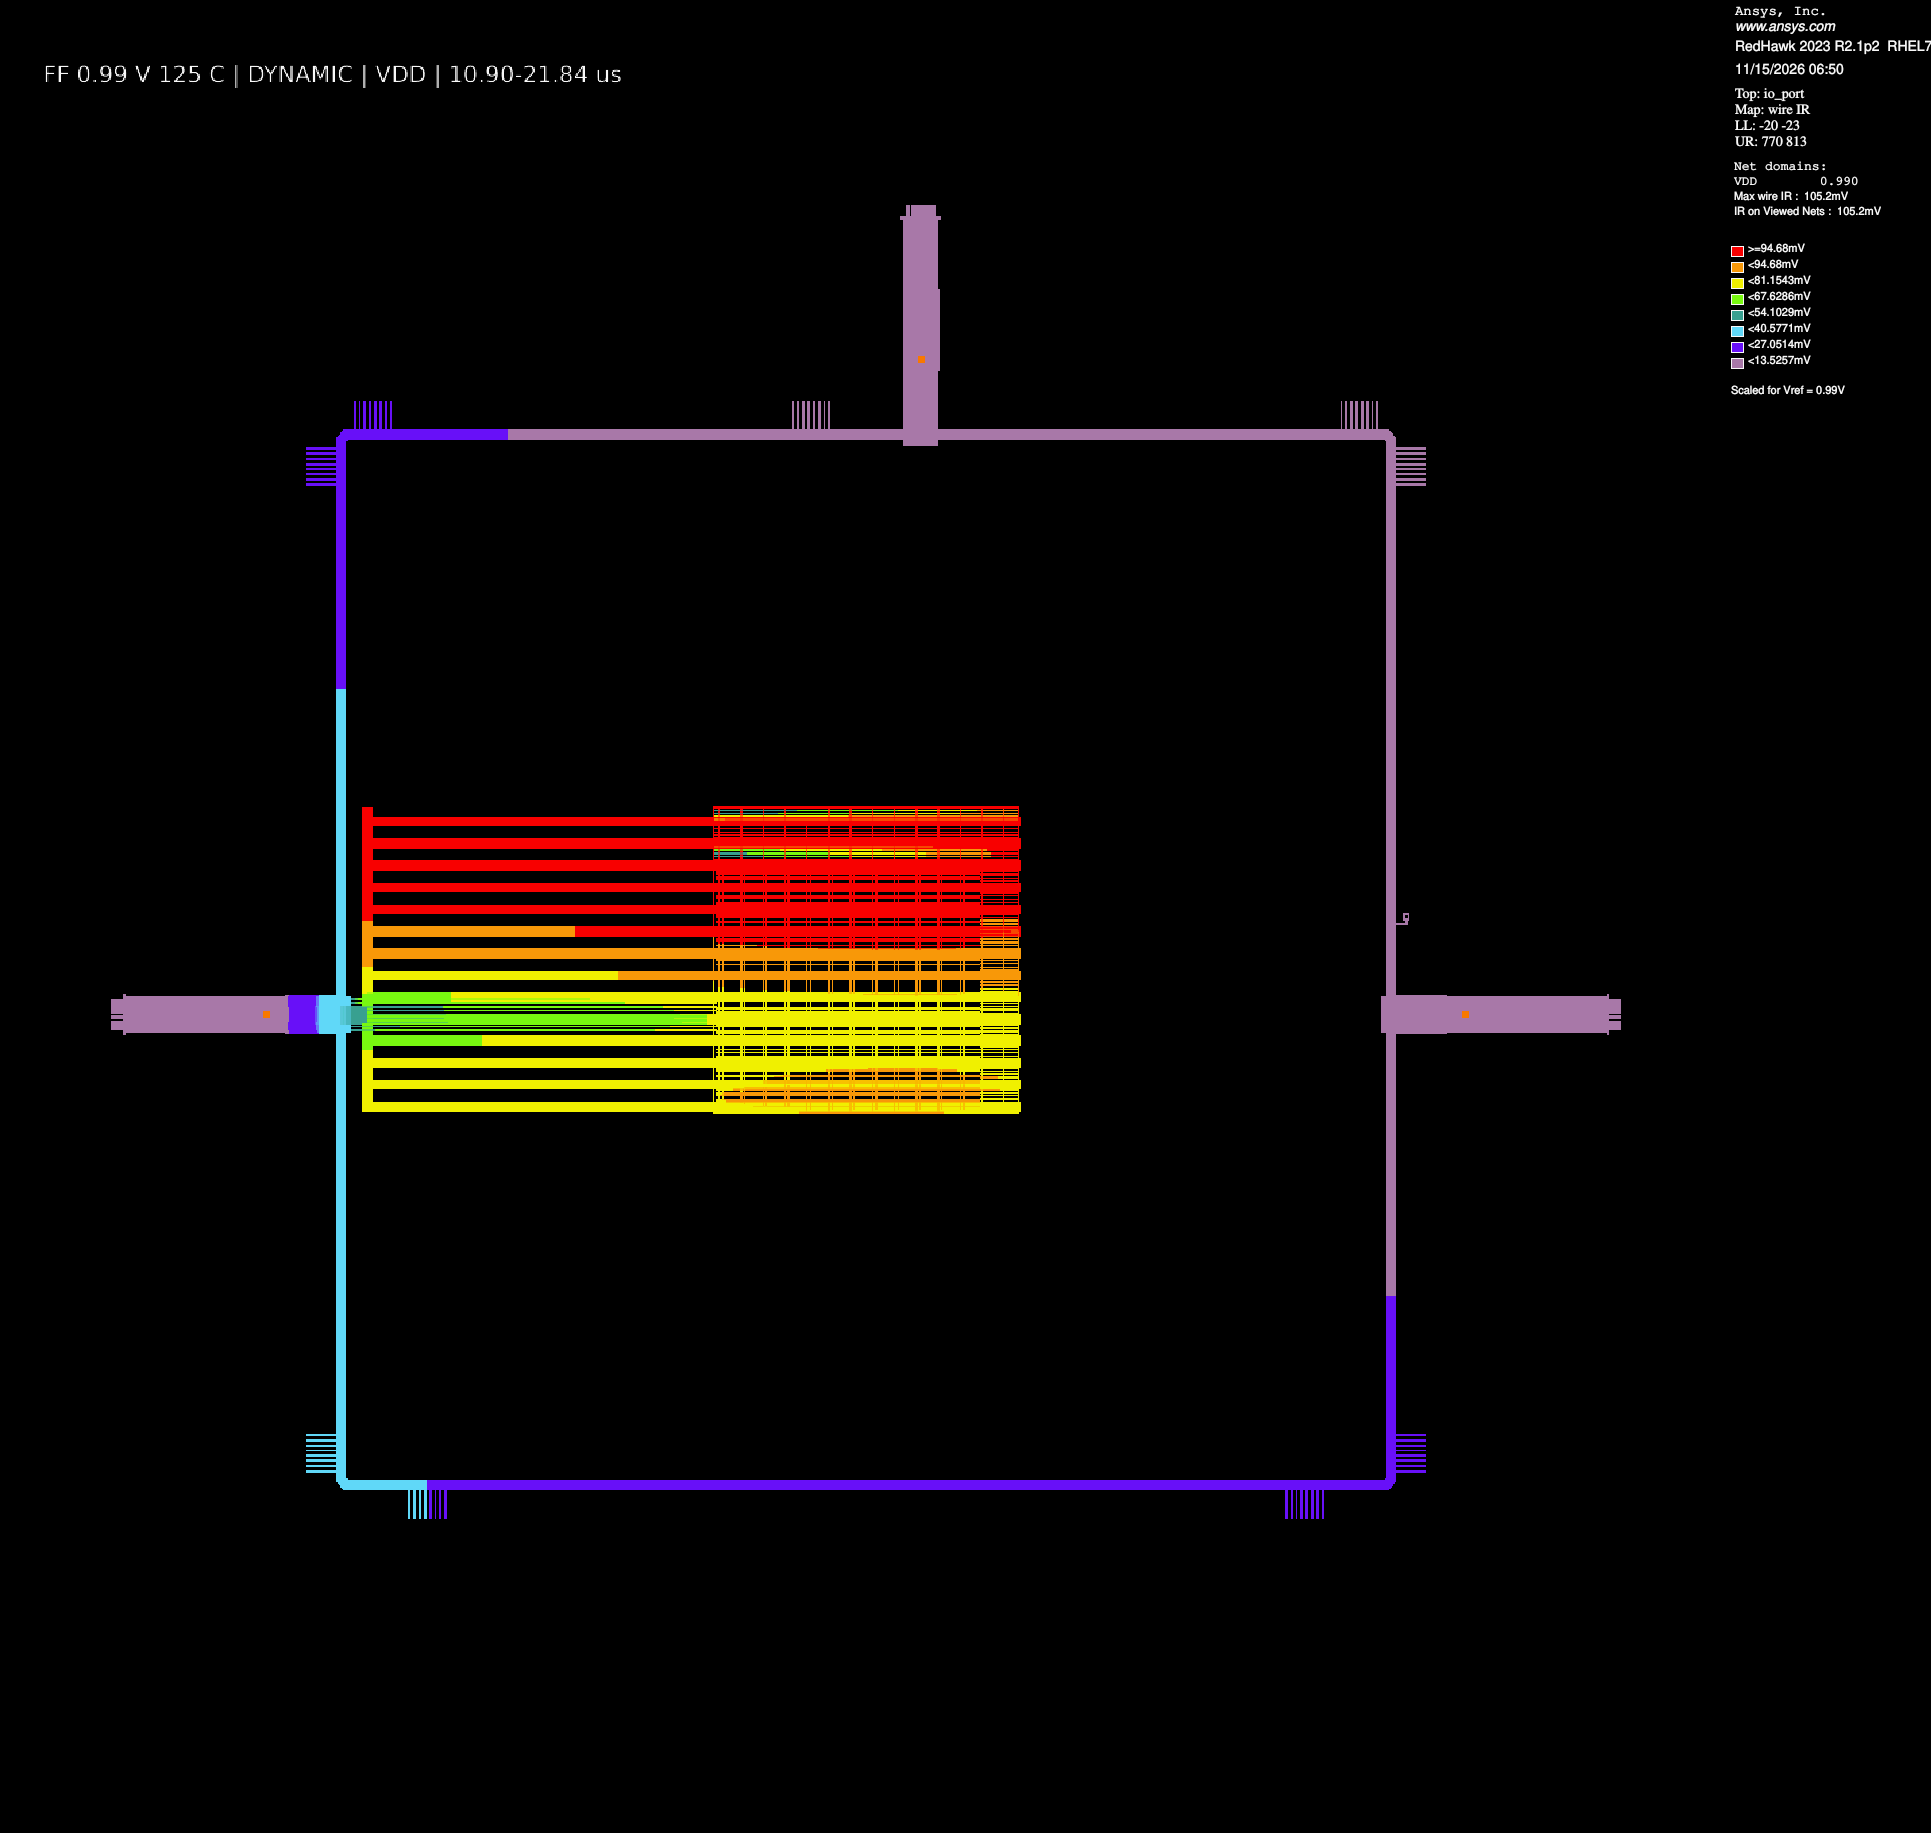 Ansys, Inc.
www.ansys.com
RedHawk 2023 R2.1p2 RHEL7
11/15/2026 06:50
FF 0.99 V 125 C | DYNAMIC | VDD | 10.90-21.84 us
Top: io_port
Map: wire IR
LL: -20 -23
UR: 770 813
Net domains:
VDD 0.990
Max wire IR : 105.2mV
IR on Viewed Nets : 105.2mV
>=94.68mV
<94.68mV
<81.1543mV
<67.6286mV
<54.1029mV
<40.5771mV
<27.0514mV
<13.5257mV
Scaled for Vref = 0.99V